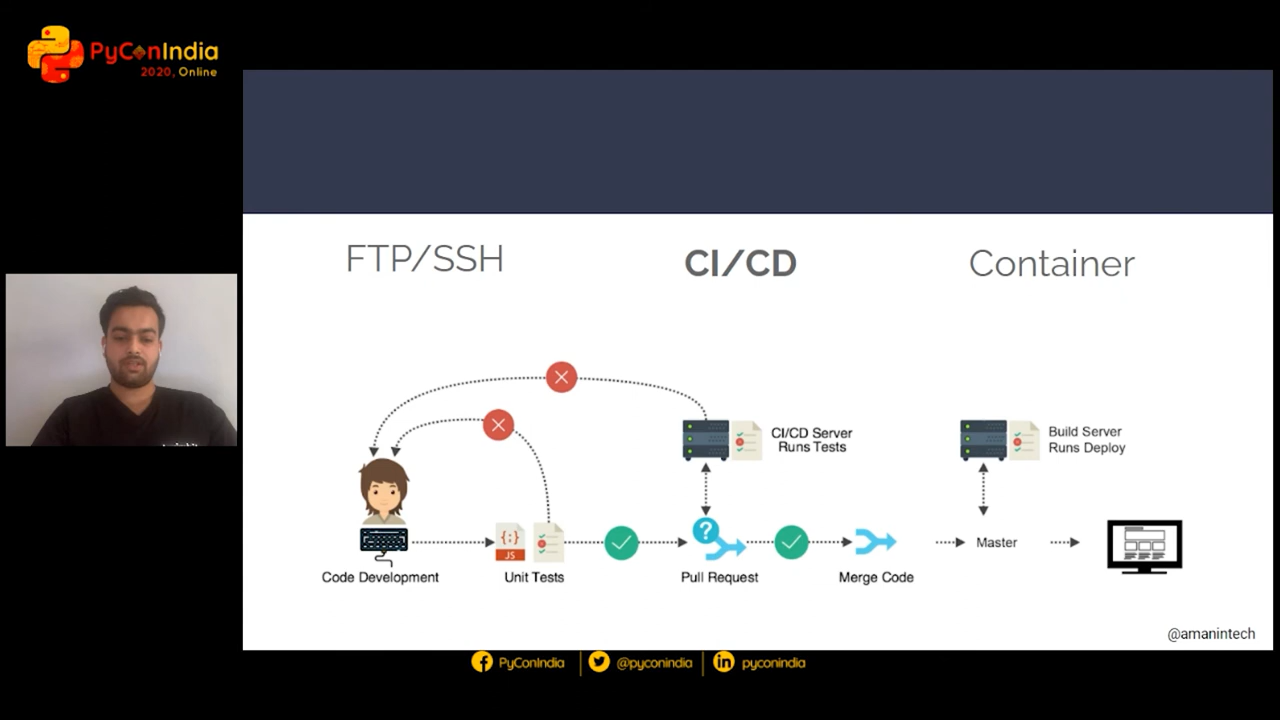 PyConIndia
2020, Online
FTP/SSH
CI/CD
Container
CI/CD Server
Runs Tests
Build Server
Runs Deploy
{:}
JS
?
Master
Code Development
Unit Tests
Pull Request
Merge Code
@amanintech
PyConIndia
@pyconindia
in
pyconindia